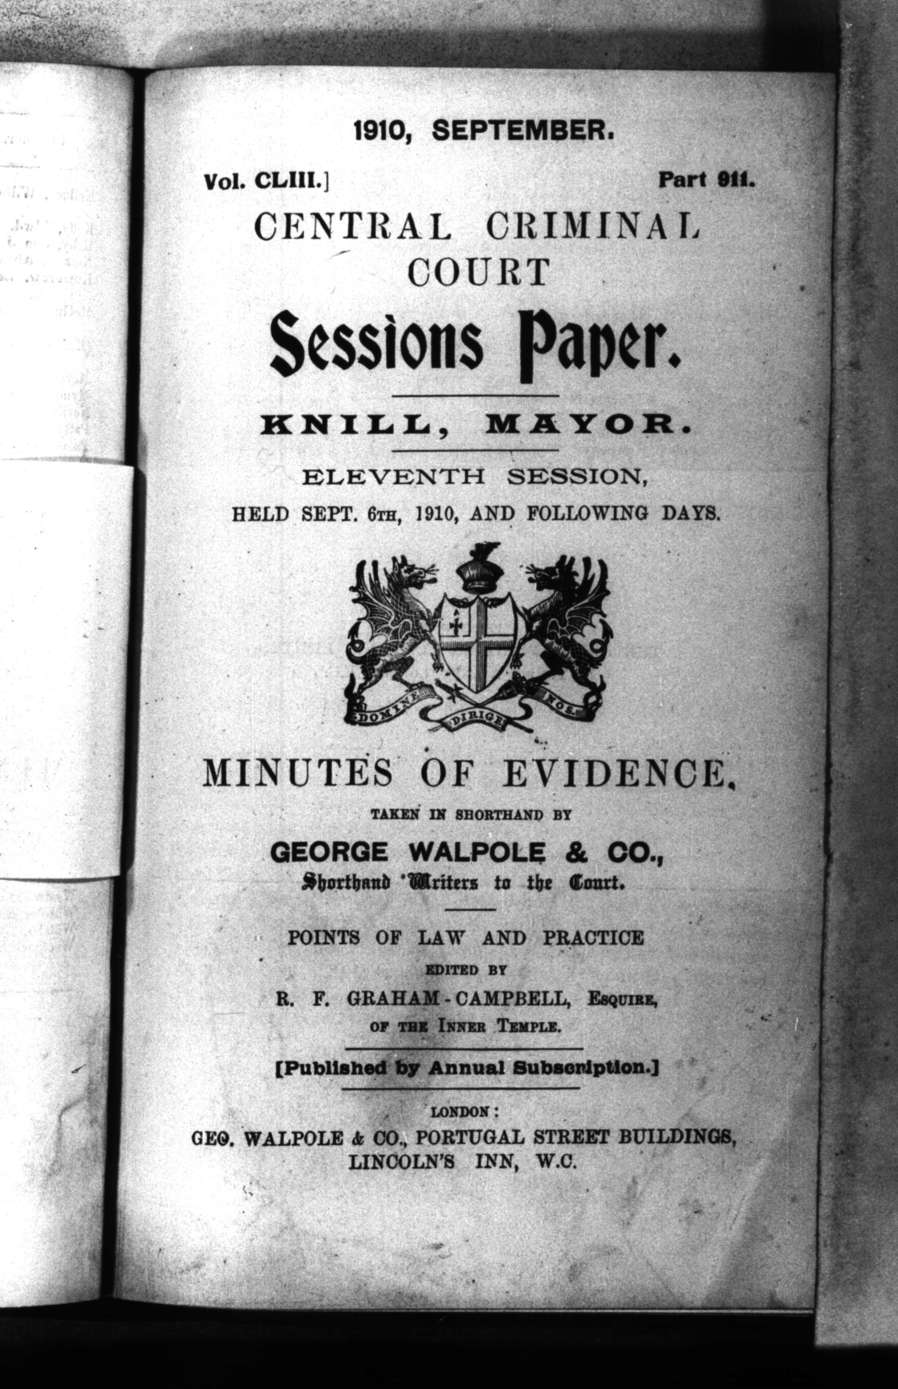 1910, SEPTEMBER.
Vol. CLIII.] Part 911.
CENTRAL CRIMINAL
COURT
Sessions Paper.
KNILL, MAYOR.
ELEVENTH SESSION,
HELD SEPT. 6TH, 1910, AND FOLLOWING DAYS.
DOMINE DIRIGE NOS.
MINUTES OF EVIDENCE,
TAKEN IN SHORTHAND BY
GEORGE WALPOLE & CO.,
Shorthand Writers to the Court.
POINTS OF LAW AND PRACTICE
EDITED BY
R. F. GRAHAM-CAMPBELL, ESQUIRE,
OF THE INNER TEMPLE.
[Published by Annual Subscription.]
LONDON:
GEO. WALPOLE & CO., PORTUGAL STREET BUILDINGS,
LINCOLN'S INN, W.C.